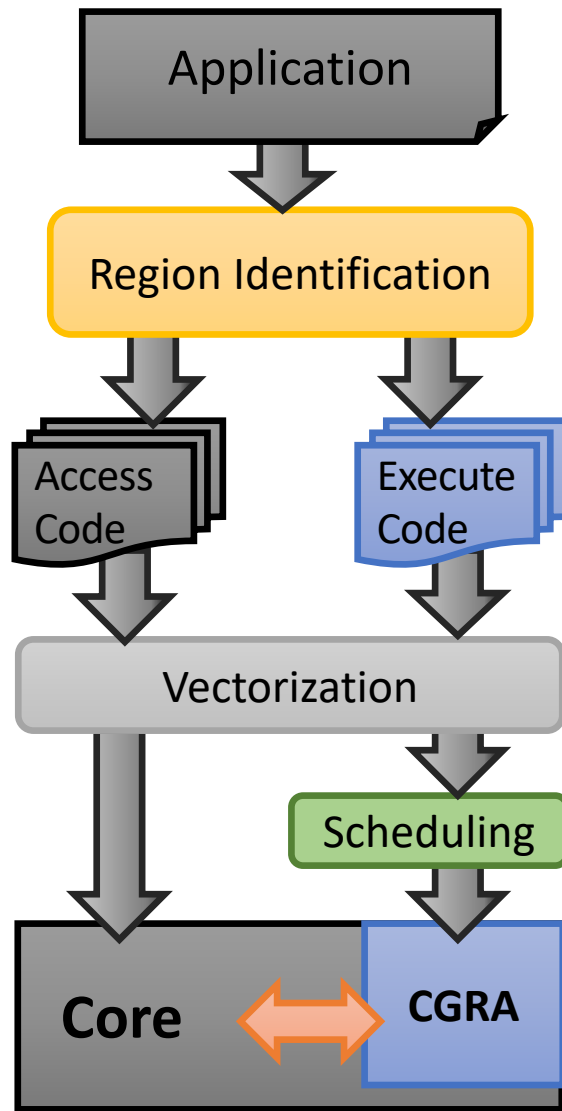 Application
Region Identification
Access
Code
Execute
Code
Vectorization
Scheduling
Core
CGRA